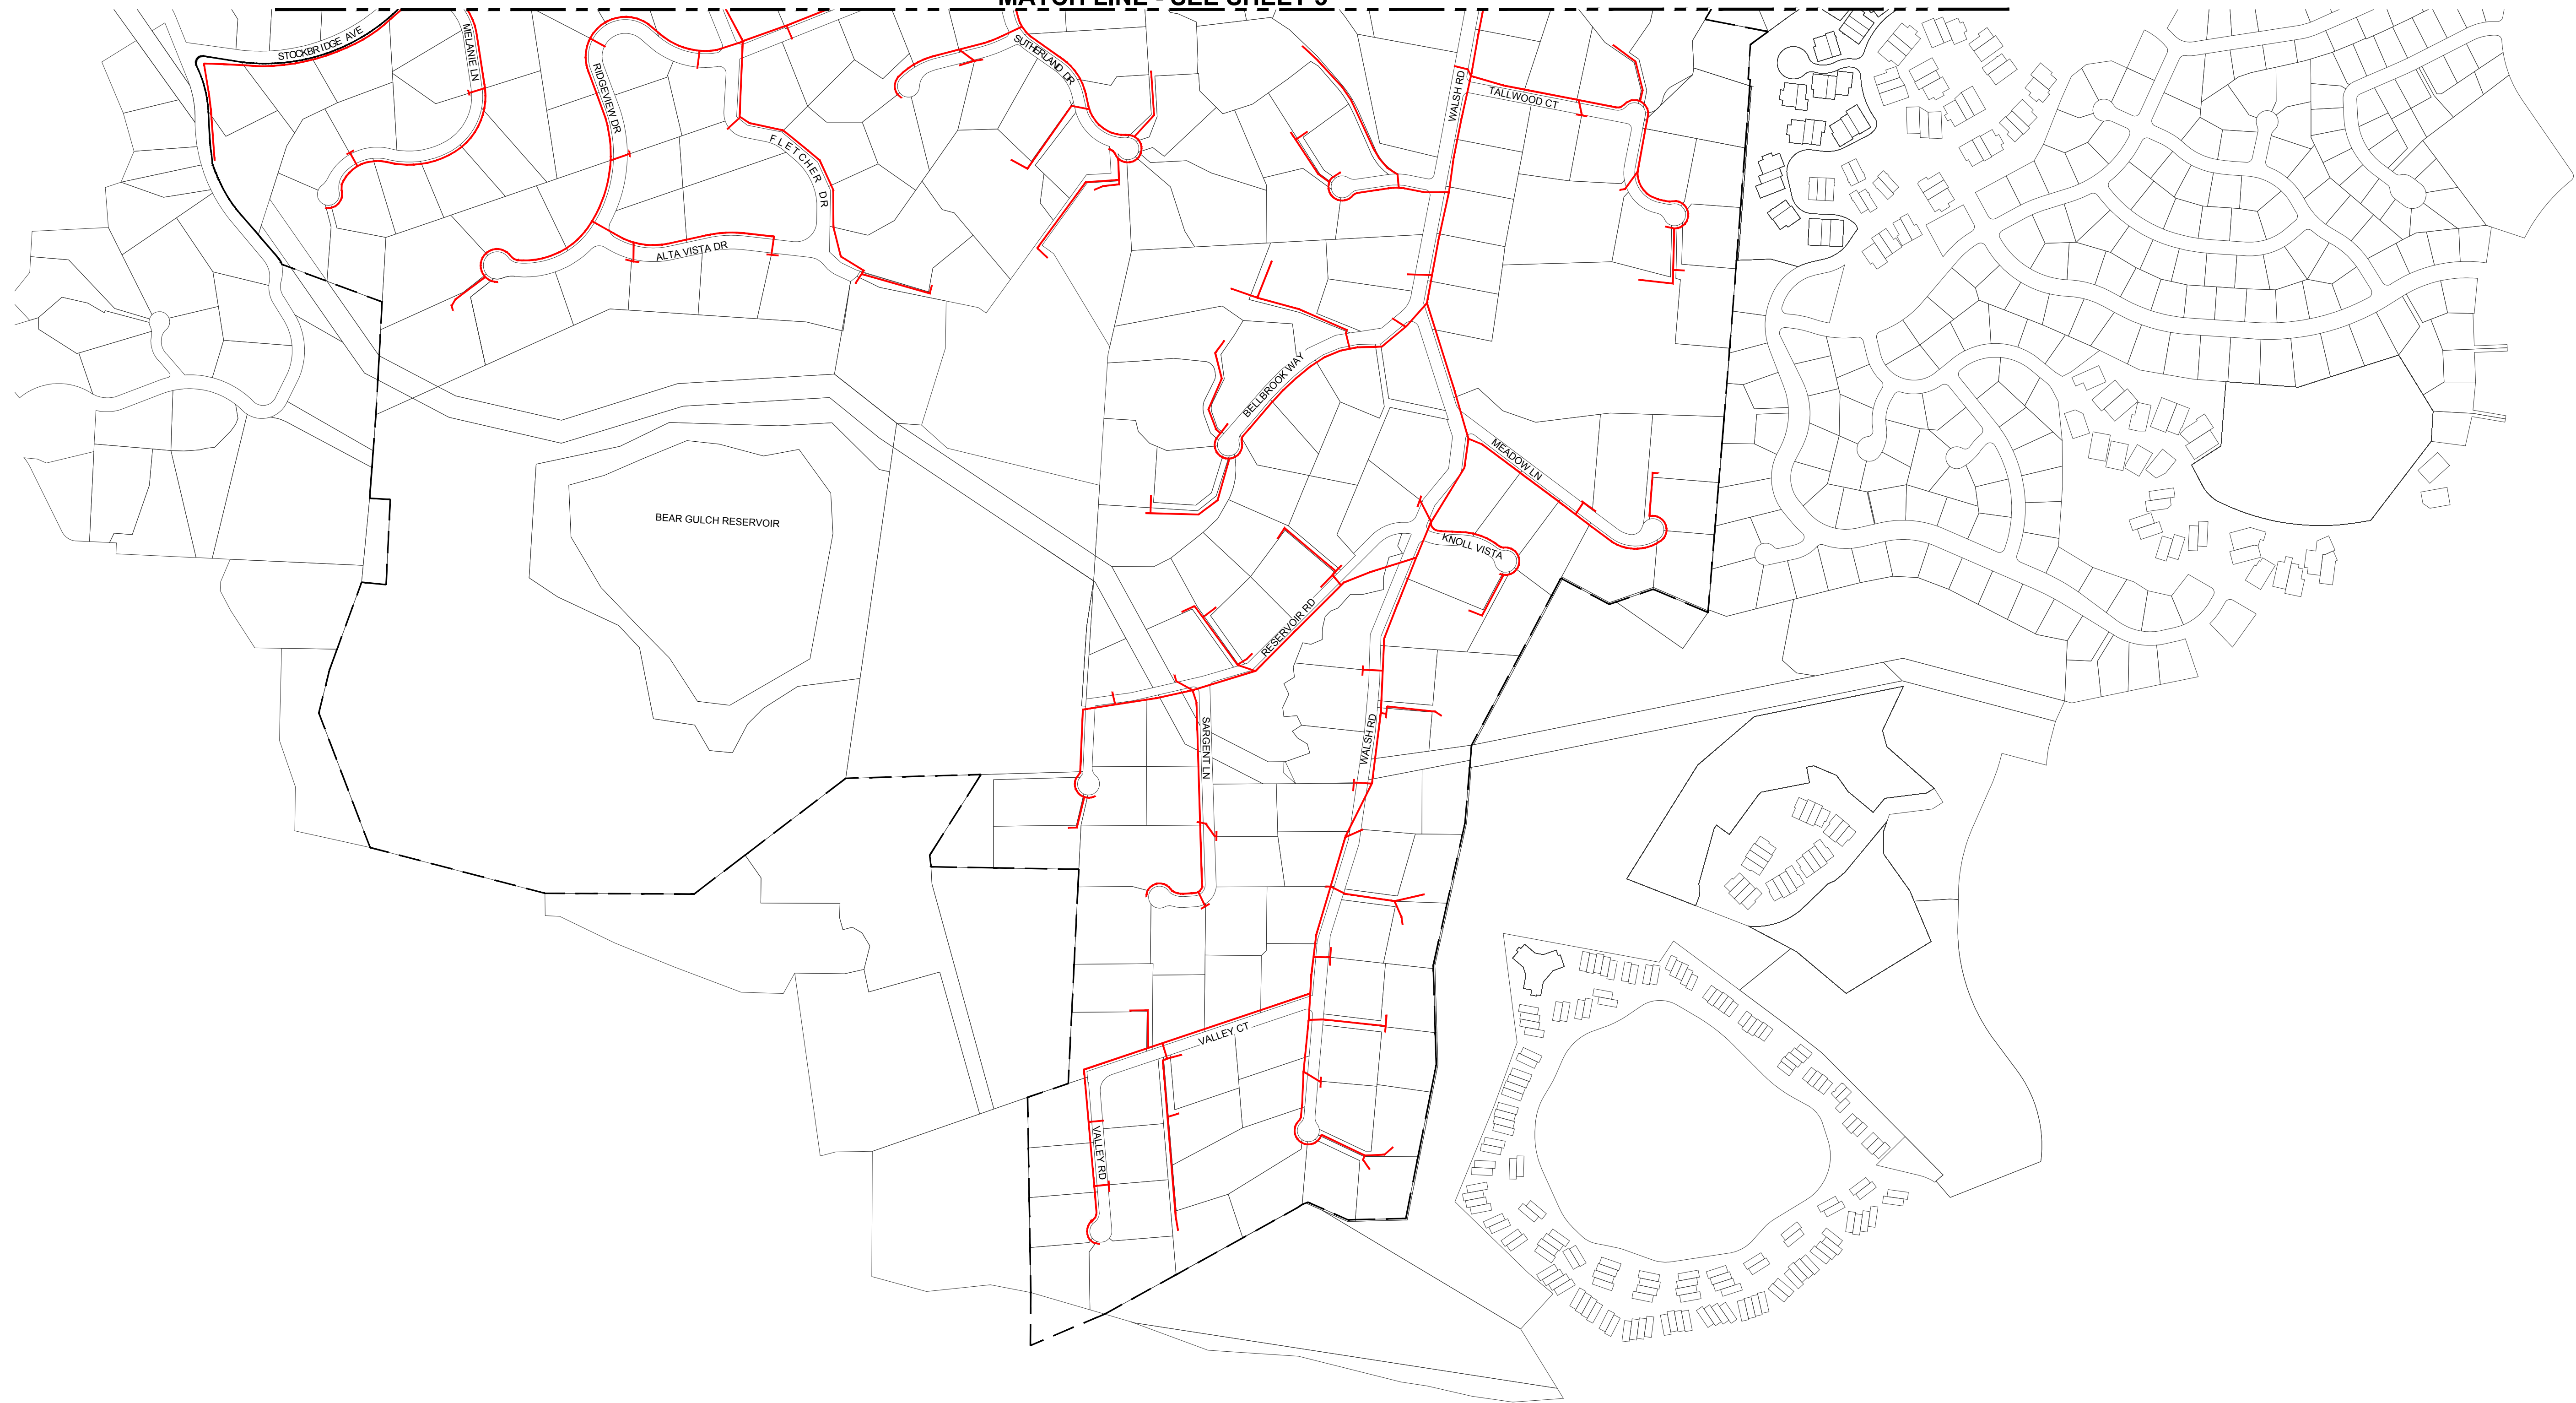 MATCH LINE - SEE SHEET
STOCKBRIDGE AVE
MELANIE LN
RIDGEVIEW DR
SUTHERLAND DR
WALSH RD
TALLWOOD CT
FLETCHER DR
ALTA VISTA DR
BELLBROOK WAY
MEADOW LN
BEAR GULCH RESERVOIR
KNOLL VISTA
RESERVOIR RD
SARGENT LN
WALSH RD
VALLEY CT
VALLEY RD